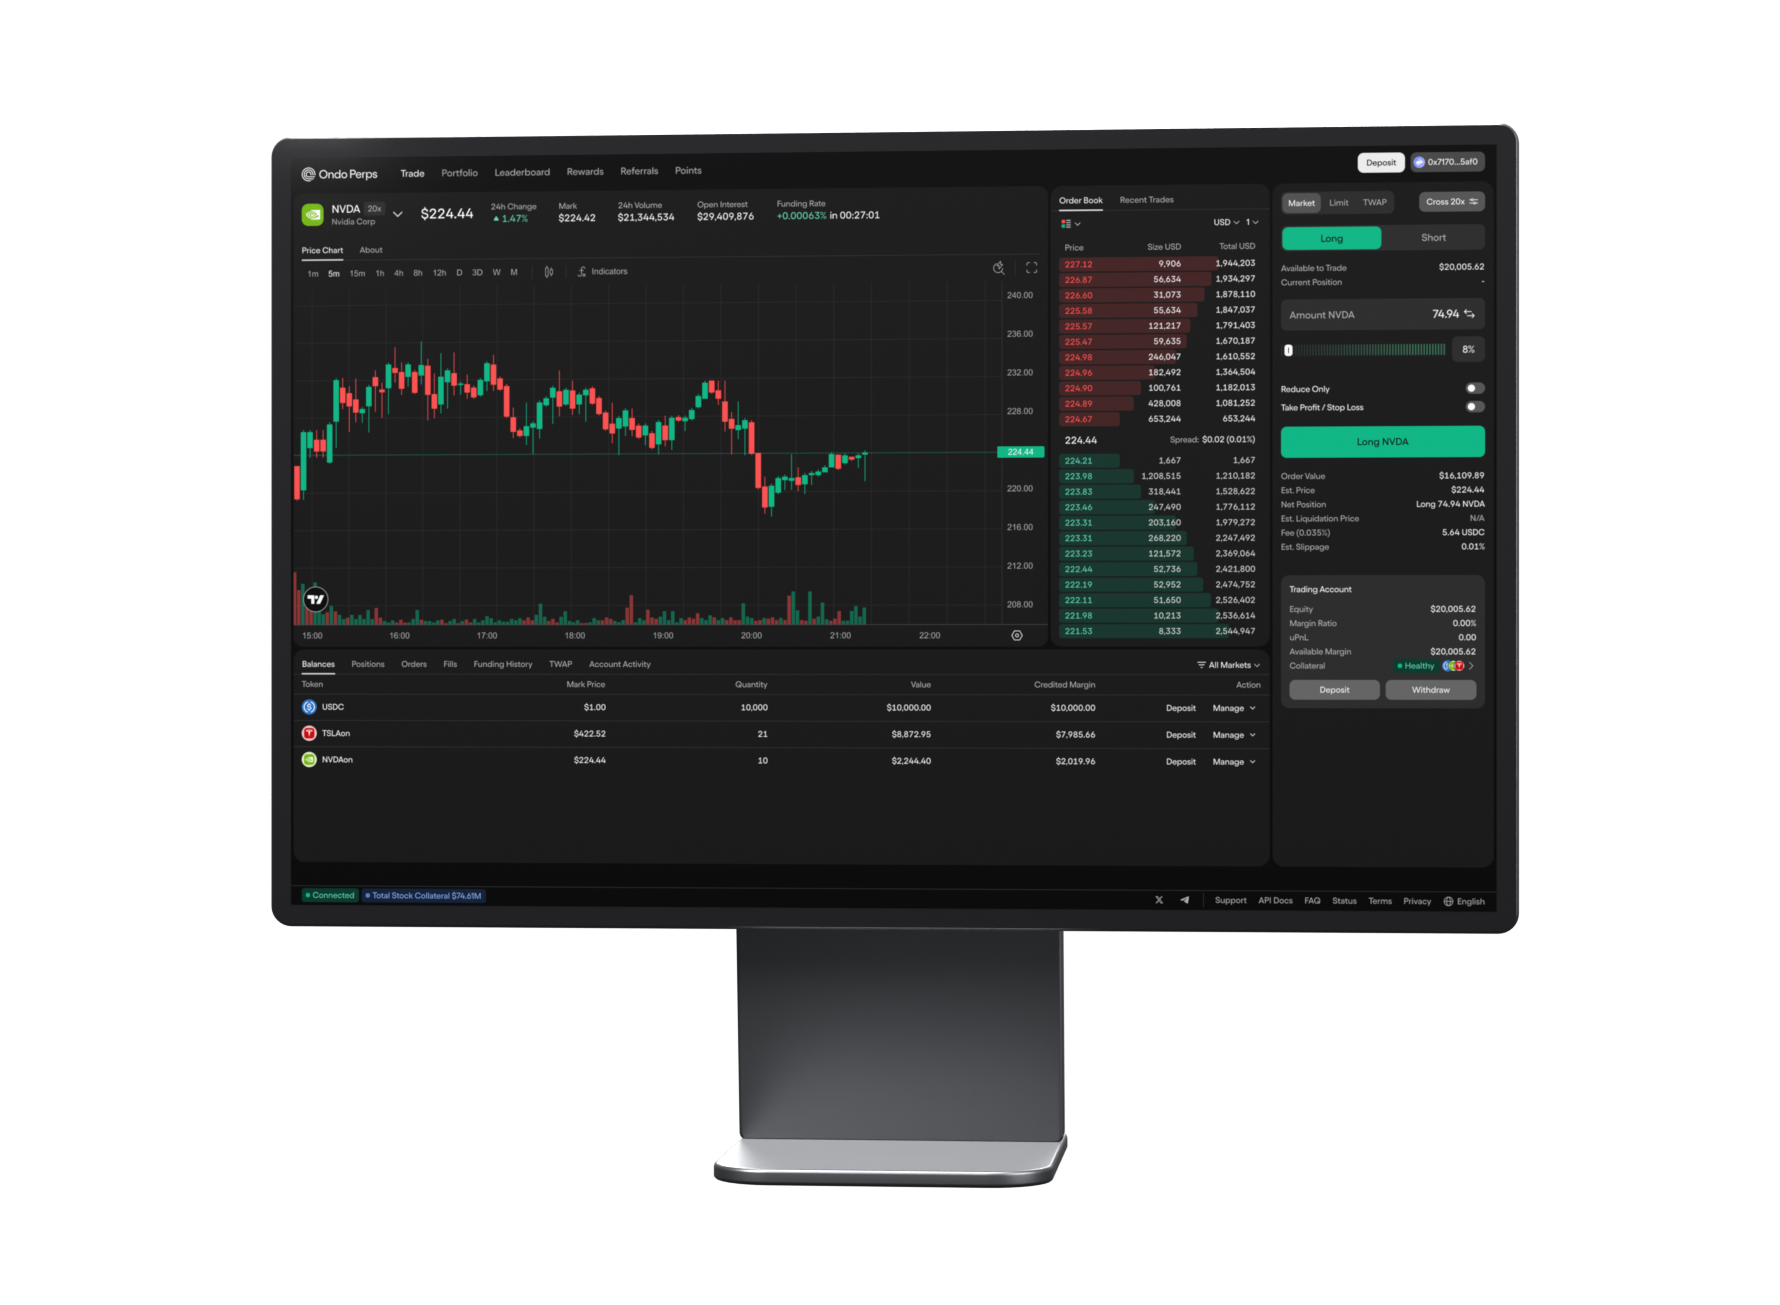 Ondo Perps Trade Portfolio Leaderboard Rewards Referrals Points Deposit 0x7170...5af0
NVDA 20x
Nvidia Corp
$224.44
24h Change Mark 24h Volume Open Interest Funding Rate
1.47% $224.42 $21,344,534 $29,409,876 +0.00063% in 00:27:01
Price Chart About
1m 5m 15m 1h 4h 8h 12h D 3D W M Indicators
240.00
236.00
232.00
228.00
224.44
220.00
216.00
212.00
208.00
15:00 16:00 17:00 18:00 19:00 20:00 21:00 22:00
Order Book Recent Trades
USD 1
Price Size USD Total USD
227.12 9,906 1,944,203
226.87 56,634 1,934,297
226.60 31,073 1,878,110
225.58 55,634 1,847,037
225.57 121,217 1,791,403
225.47 59,635 1,670,187
224.98 246,047 1,610,552
224.96 182,492 1,364,504
224.90 100,761 1,182,013
224.89 428,008 1,081,252
224.67 653,244 653,244
224.44 Spread: $0.02 (0.01%)
224.21 1,667 1,667
223.98 1,208,515 1,210,182
223.83 318,441 1,528,622
223.46 247,490 1,776,112
223.31 203,160 1,979,272
223.31 268,220 2,247,492
223.23 121,572 2,369,064
222.44 52,736 2,421,800
222.19 52,952 2,474,752
222.11 51,650 2,526,402
221.98 10,213 2,536,614
221.53 8,333 2,544,947
Market Limit TWAP Cross 20x
Long Short
Available to Trade $20,005.62
Current Position -
Amount NVDA 74.94
8%
Reduce Only
Take Profit / Stop Loss
Long NVDA
Order Value $16,109.89
Est. Price $224.44
Net Position Long 74.94 NVDA
Est. Liquidation Price N/A
Fee (0.035%) 5.64 USDC
Est. Slippage 0.01%
Trading Account
Equity $20,005.62
Margin Ratio 0.00%
uPnL 0.00
Available Margin $20,005.62
Collateral Healthy
Deposit Withdraw
Balances Positions Orders Fills Funding History TWAP Account Activity All Markets
Token Mark Price Quantity Value Credited Margin Action
USDC $1.00 10,000 $10,000.00 $10,000.00 Deposit Manage
TSLAon $422.52 21 $8,872.95 $7,985.66 Deposit Manage
NVDAon $224.44 10 $2,244.40 $2,019.96 Deposit Manage
Connected Total Stock Collateral $74.61M
Support API Docs FAQ Status Terms Privacy English